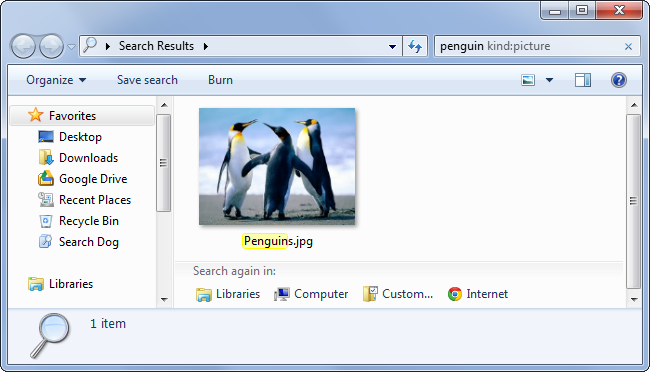 Search Results
penguin kind:picture
Organize Save search Burn
Favorites
Desktop
Downloads
Google Drive
Recent Places
Recycle Bin
Search Dog
Libraries
Penguins.jpg
Search again in:
Libraries Computer Custom... Internet
1 item